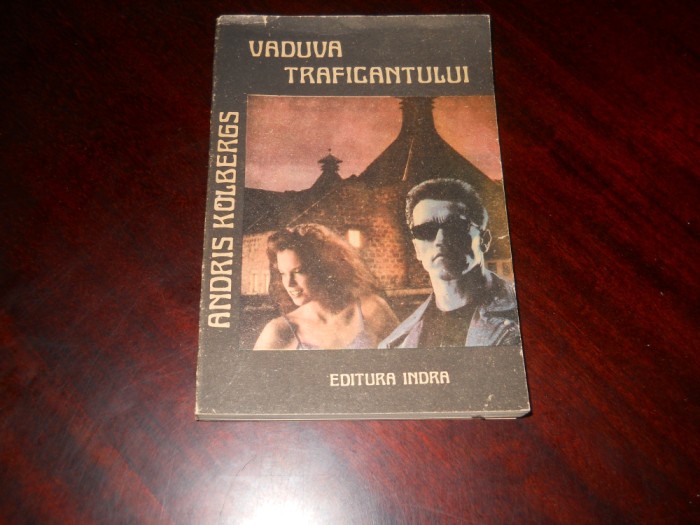 VADUVA
TRAFICANTULUI
ANDRIS KOLBERGS
EDITURA INDRA